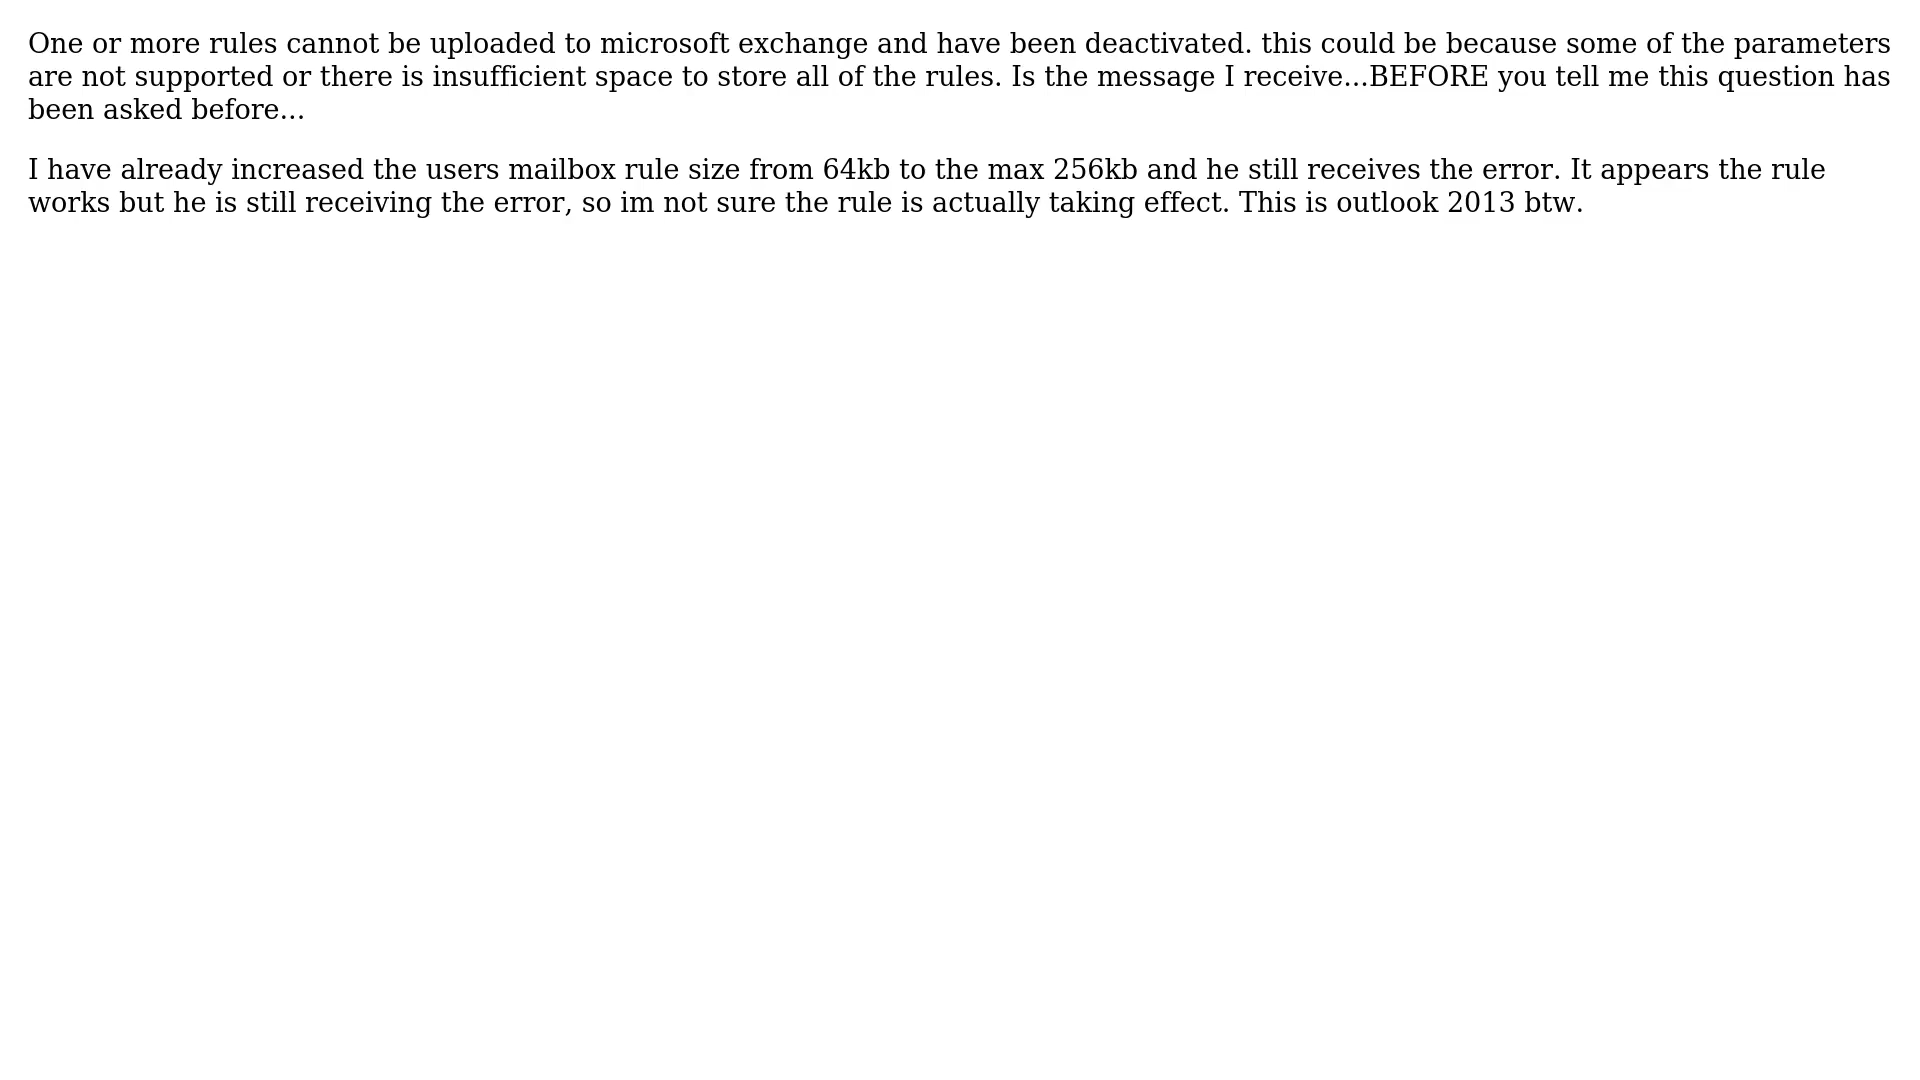 One or more rules cannot be uploaded to microsoft exchange and have been deactivated. this could be because some of the parameters
are not supported or there is insufficient space to store all of the rules. Is the message I receive...BEFORE you tell me this question has
been asked before...
I have already increased the users mailbox rule size from 64kb to the max 256kb and he still receives the error. It appears the rule
works but he is still receiving the error, so im not sure the rule is actually taking effect. This is outlook 2013 btw.